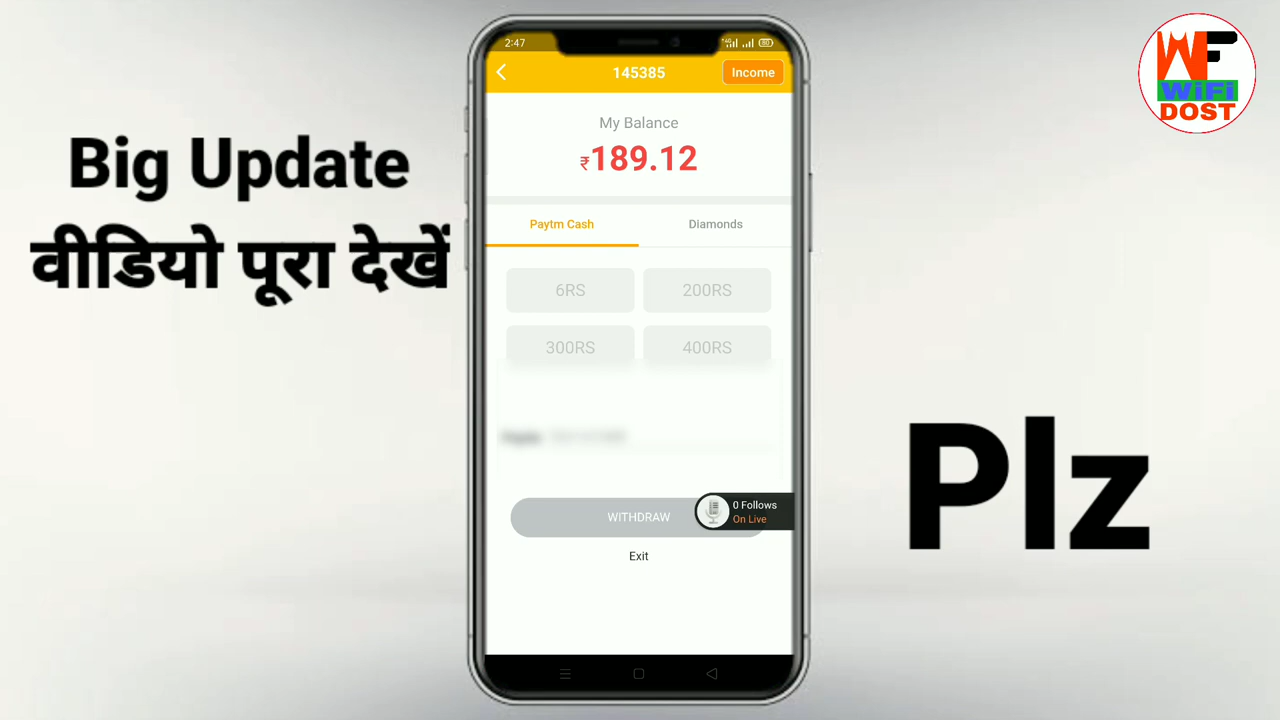 2:47
145385
Income
My Balance
₹189.12
Paytm Cash
Diamonds
6RS
200RS
300RS
400RS
WITHDRAW
0 Follows
On Live
Exit
Big Update
वीडियो पूरा देखें
Plz
WF
WiFi
DOST